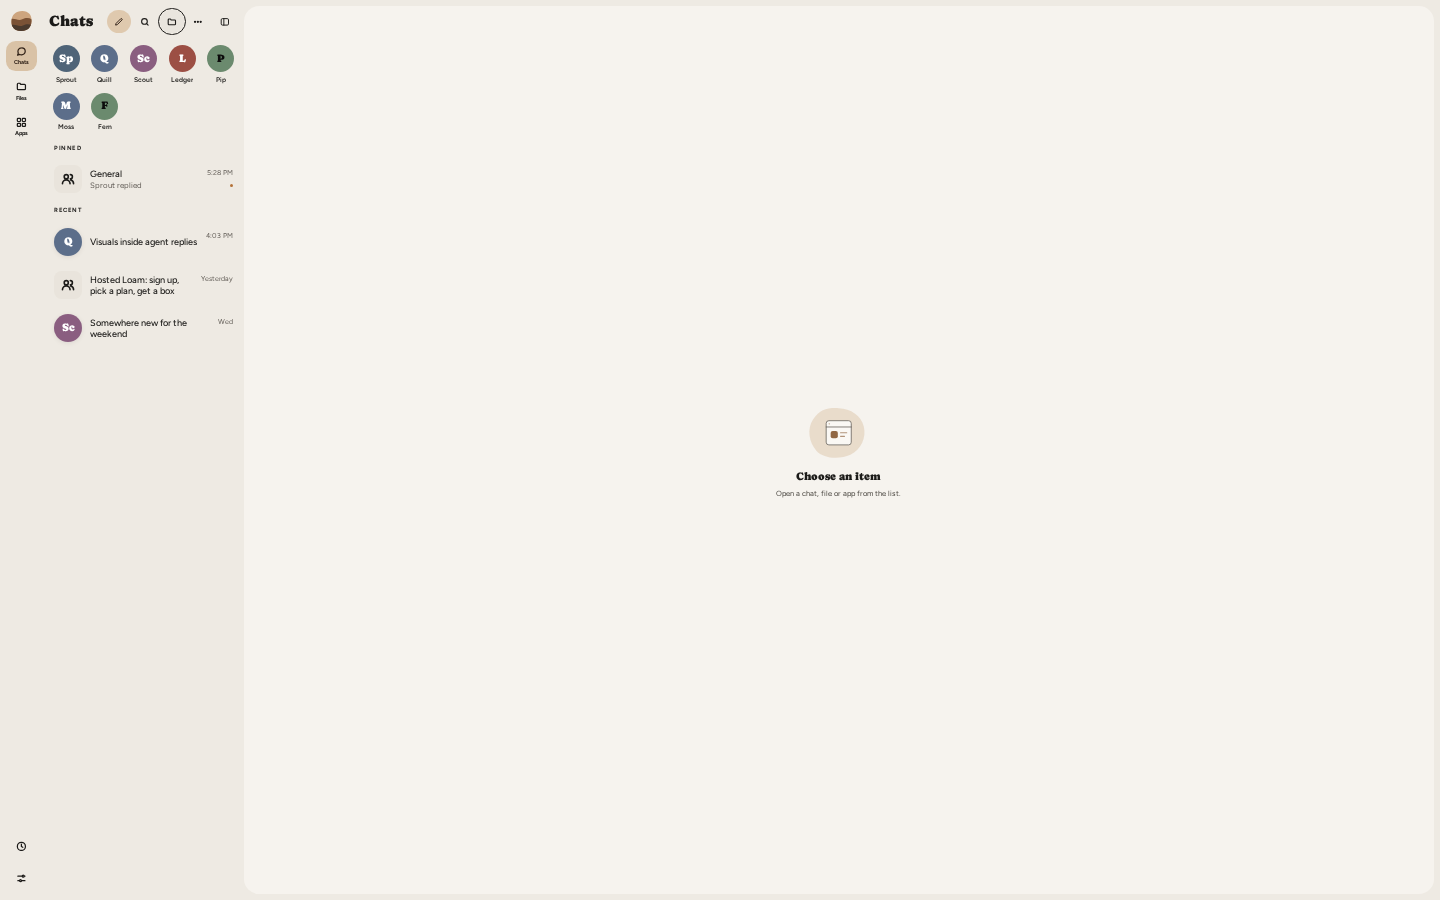 Chats
Chats
Files
Apps
Sp
Q
Sc
L
P
Sprout
Quill
Scout
Ledger
Pip
M
F
Moss
Fern
PINNED
General
5:28 PM
Sprout replied
RECENT
Q
Visuals inside agent replies
4:03 PM
Hosted Loam: sign up,
pick a plan, get a box
Yesterday
Sc
Somewhere new for the
weekend
Wed
Choose an item
Open a chat, file or app from the list.